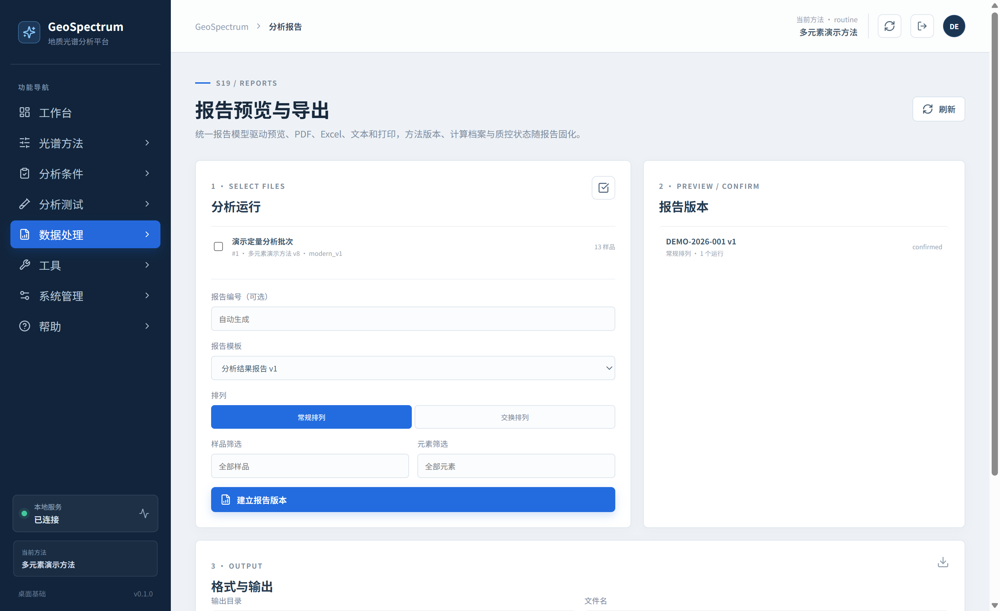 GeoSpectrum
地质光谱分析平台
功能导航
工作台
光谱方法
分析条件
分析测试
数据处理
工具
系统管理
帮助
本地服务
已连接
当前方法
多元素演示方法
桌面基础 v0.1.0
GeoSpectrum 分析报告
当前方法 • routine
多元素演示方法
DE
S19 / REPORTS
报告预览与导出
统一报告模型驱动预览、PDF、Excel、文本和打印，方法版本、计算档案与质控状态随报告固化。
刷新
1 • SELECT FILES
分析运行
演示定量分析批次
#1 • 多元素演示方法 v8 • modern_v1
13 样品
报告编号（可选）
自动生成
报告模板
分析结果报告 v1
排列
常规排列 交换排列
样品筛选 元素筛选
全部样品 全部元素
建立报告版本
2 • PREVIEW / CONFIRM
报告版本
DEMO-2026-001 v1
常规排列 • 1 个运行
confirmed
3 • OUTPUT
格式与输出
输出目录 文件名